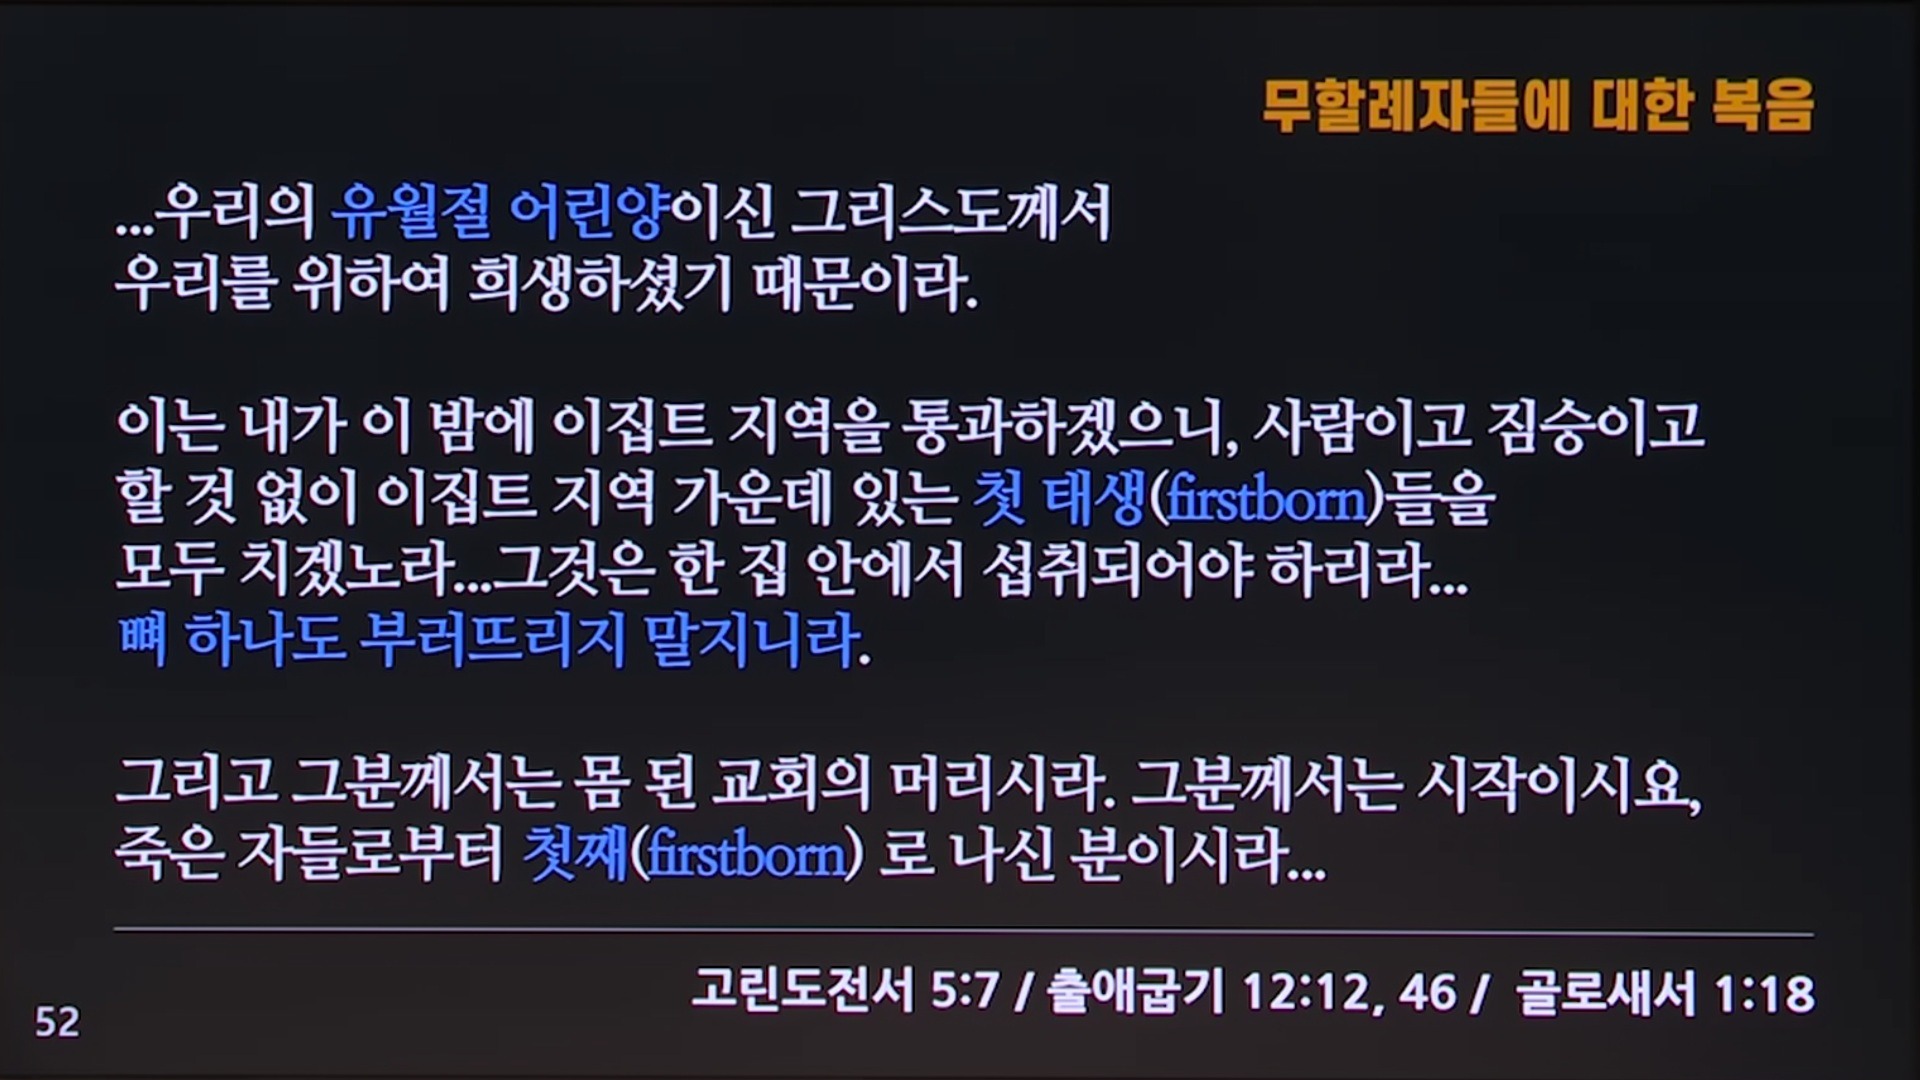 무할례자들에 대한 복음
...우리의 유월절 어린양이신 그리스도께서
우리를 위하여 희생하셨기 때문이라.
이는 내가 이 밤에 이집트 지역을 통과하겠으니, 사람이고 짐승이고
할 것 없이 이집트 지역 가운데 있는 첫 태생(firstborn)들을
모두 치겠노라...그것은 한 집 안에서 섭취되어야 하리라...
뼈 하나도 부러뜨리지 말지니라.
그리고 그분께서는 몸 된 교회의 머리시라. 그분께서는 시작이시요,
죽은 자들로부터 첫째(firstborn) 로 나신 분이시라...
고린도전서 5:7 / 출애굽기 12:12, 46 / 골로새서 1:18
52